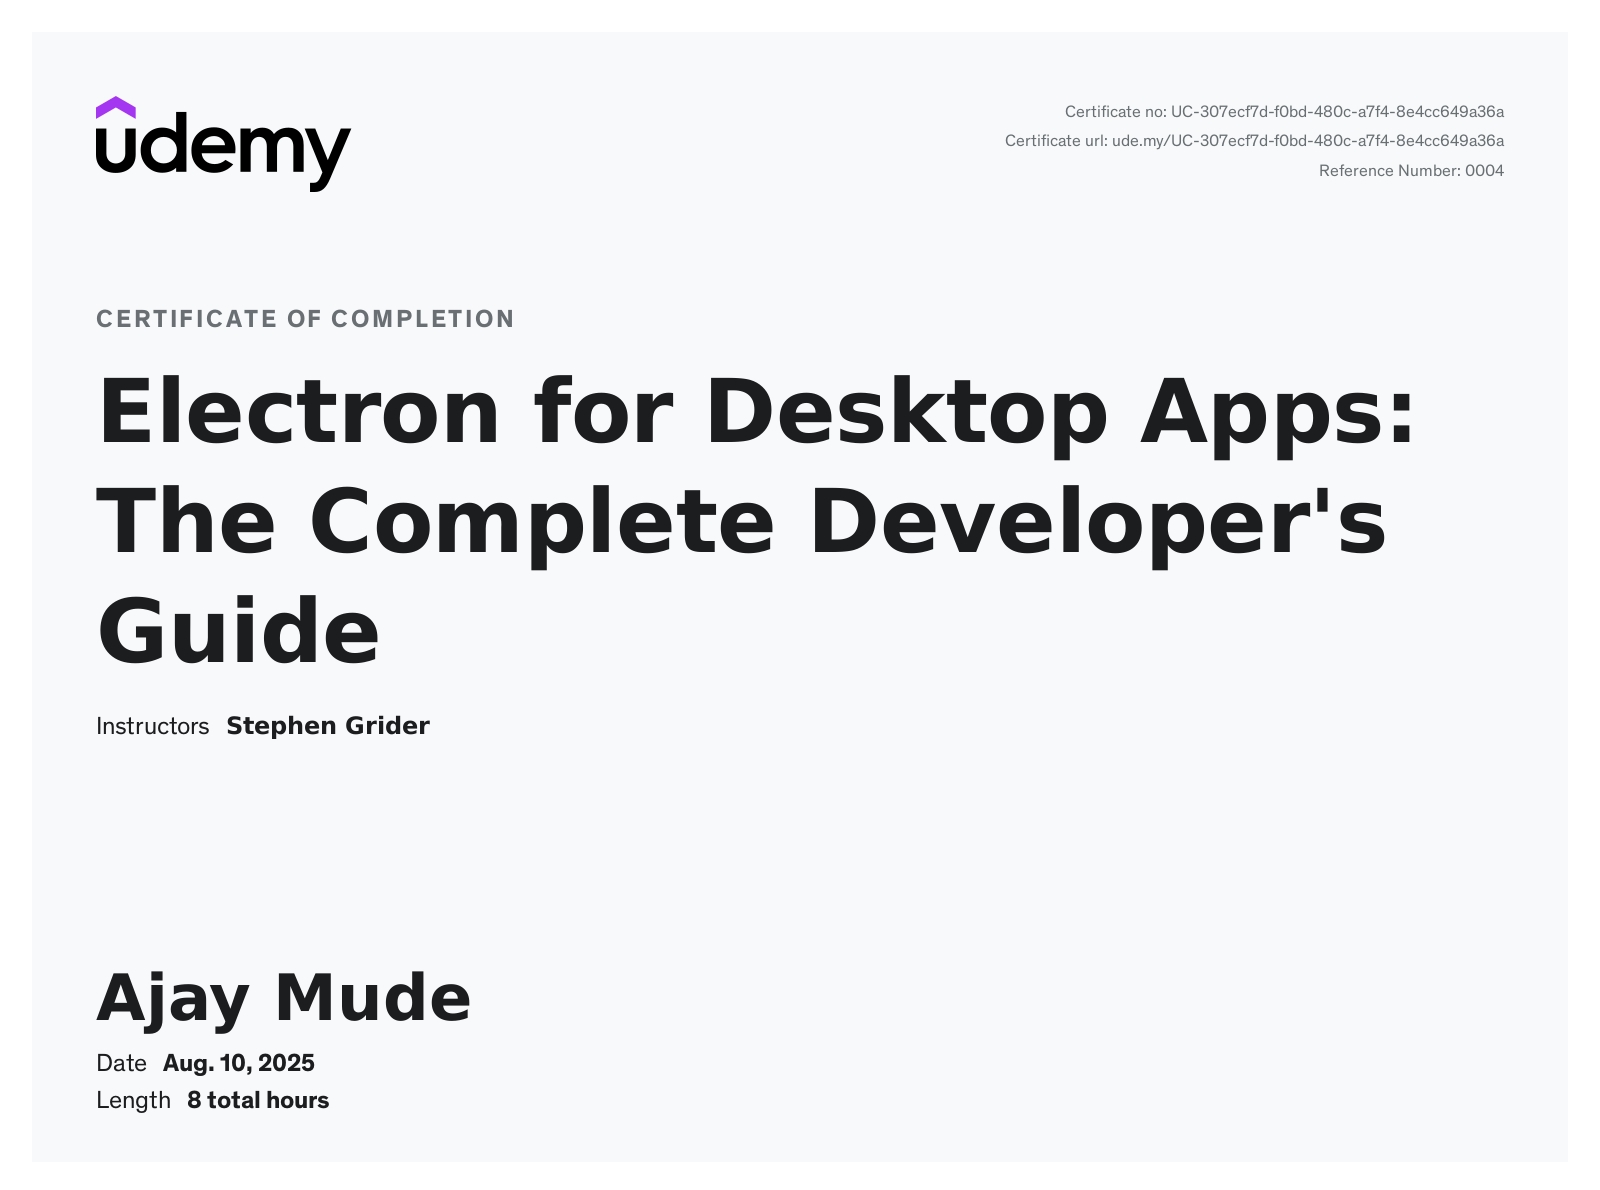 udemy
Certificate no: UC-307ecf7d-f0bd-480c-a7f4-8e4cc649a36a
Certificate url: ude.my/UC-307ecf7d-f0bd-480c-a7f4-8e4cc649a36a
Reference Number: 0004
CERTIFICATE OF COMPLETION
Electron for Desktop Apps:
The Complete Developer's
Guide
Instructors Stephen Grider
Ajay Mude
Date Aug. 10, 2025
Length 8 total hours